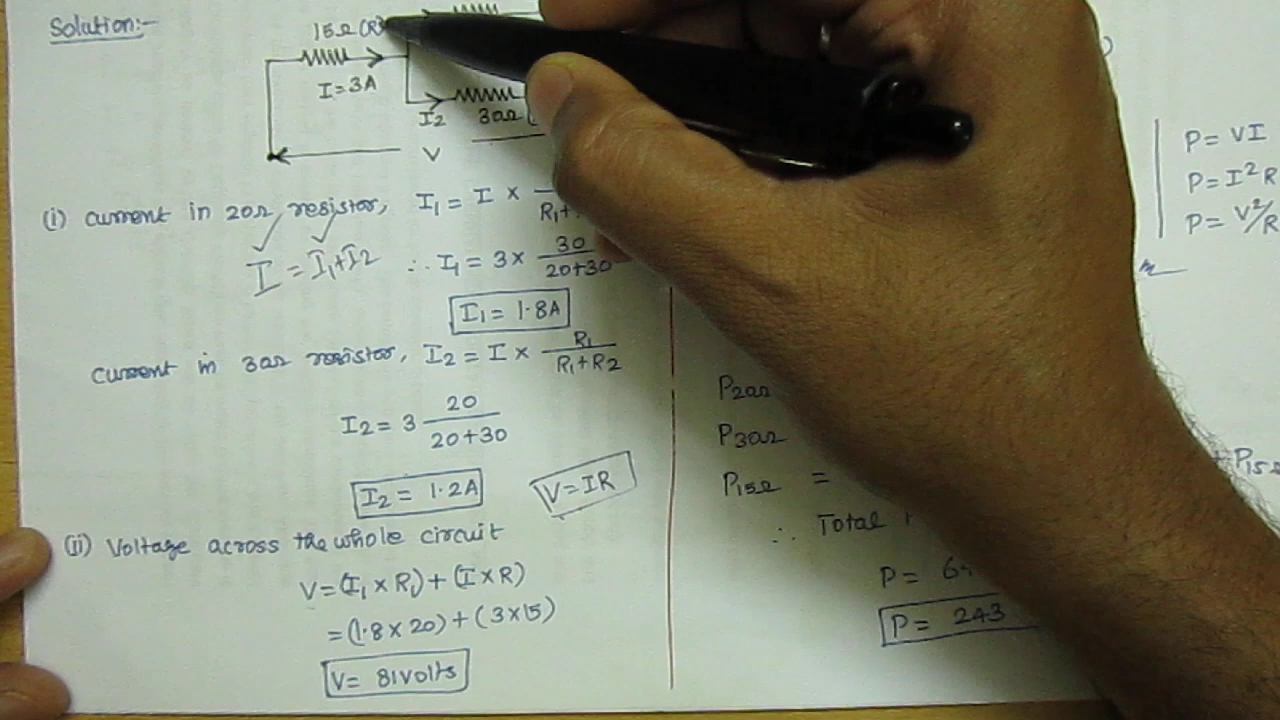 Solution:-
15Ω (R)
I = 3A
I2
30Ω
V
(i) current in 20Ω resistor, I1 = I ×
R1+
I = I1+I2
∴ I1 = 3 × 30/20+30
I1 = 1.8A
current in 30Ω resistor, I2 = I × R1/R1+R2
I2 = 3 20/20+30
I2 = 1.2A
V=IR
(ii) Voltage across the whole circuit
V=(I1 × R1) + (I × R)
= (1.8 × 20) + (3×15)
V= 81volts
P= VI
P= I²R
P= V²/R
P20Ω
P30Ω
P15Ω =
+P15Ω
∴ Total
P = 6
P = 243